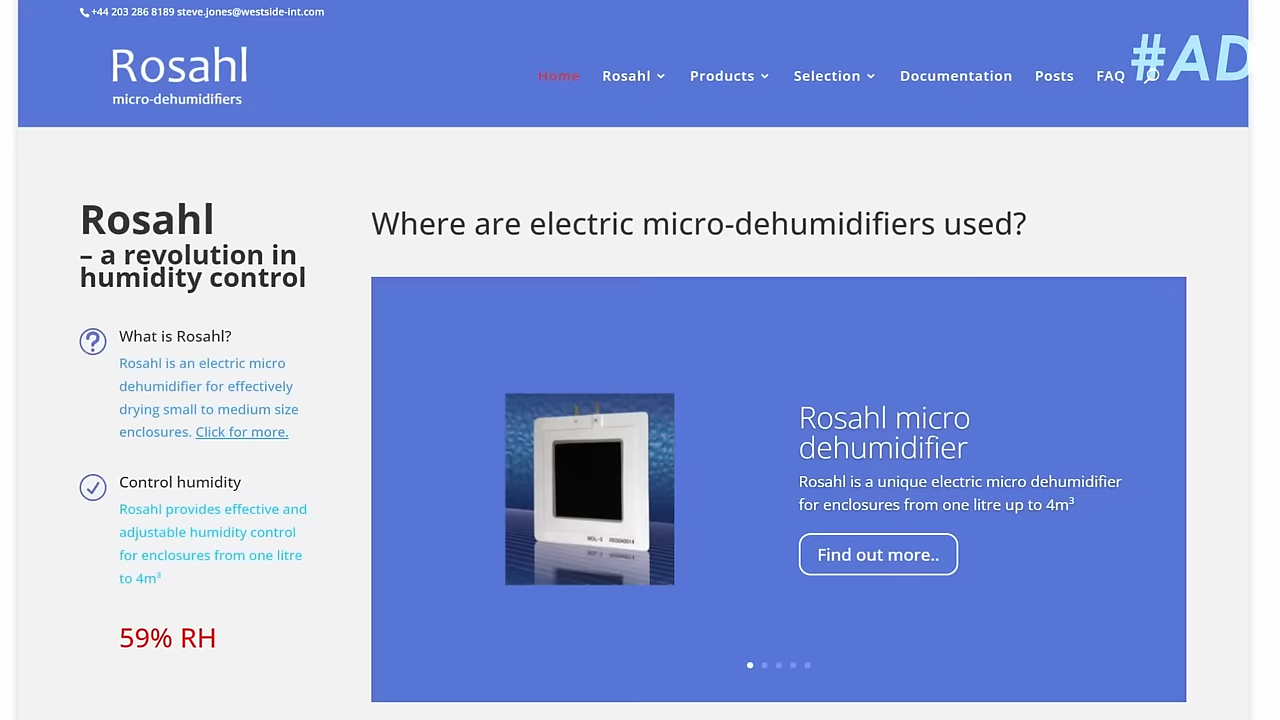 +44 203 286 8189 steve.jones@westside-int.com
#AD
Rosahl
micro-dehumidifiers
Home Rosahl Products Selection Documentation Posts FAQ
Rosahl
– a revolution in
humidity control
Where are electric micro-dehumidifiers used?
What is Rosahl?
Rosahl is an electric micro
dehumidifier for effectively
drying small to medium size
enclosures. Click for more.
Control humidity
Rosahl provides effective and
adjustable humidity control
for enclosures from one litre
to 4m³
59% RH
Rosahl micro
dehumidifier
Rosahl is a unique electric micro dehumidifier
for enclosures from one litre up to 4m³
Find out more..